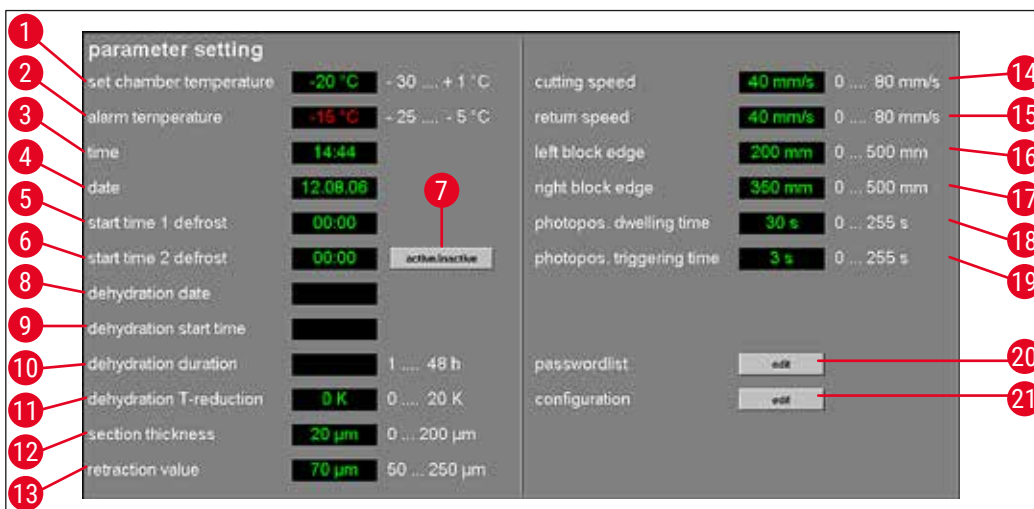 parameter setting
1 set chamber temperature -20 °C - 30 .... + 1 °C
2 alarm temperature -15 °C - 25 .... - 5 °C
3 time 14:44
4 date 12.08.06
5 start time 1 defrost 00:00
6 start time 2 defrost 00:00 active/inactive 7
8 dehydration date
9 dehydration start time
10 dehydration duration 1 .... 48 h
11 dehydration T-reduction 0 K 0 .... 20 K
12 section thickness 20 µm 0 ... 200 µm
13 retraction value 70 µm 50 ... 250 µm
cutting speed 40 mm/s 0 .... 80 mm/s 14
return speed 40 mm/s 0 .... 80 mm/s 15
left block edge 200 mm 0 ... 500 mm 16
right block edge 350 mm 0 ... 500 mm 17
photopos. dwelling time 30 s 0 ... 255 s 18
photopos. triggering time 3 s 0 ... 255 s 19
passwordlist edit 20
configuration edit 21